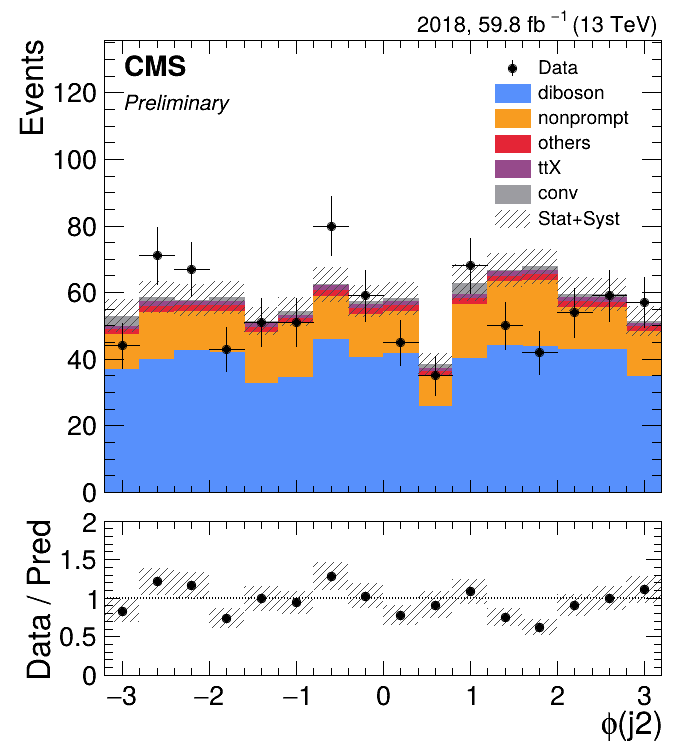 2018, 59.8 fb⁻¹ (13 TeV)
CMS
Preliminary
Events
Data
diboson
nonprompt
others
ttX
conv
Stat+Syst
120
100
80
60
40
20
0
Data / Pred
2
1.5
1
0.5
0
−3 −2 −1 0 1 2 3
ϕ(j2)